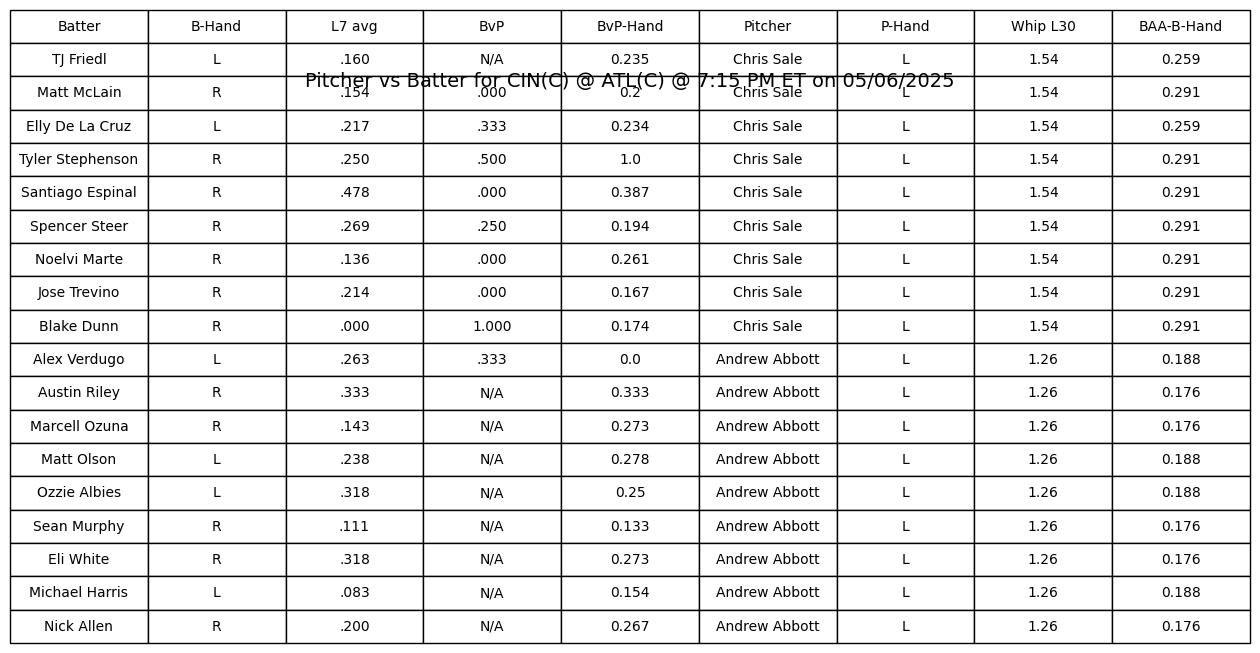 Batter B-Hand L7 avg BvP BvP-Hand Pitcher P-Hand Whip L30 BAA-B-Hand
TJ Friedl L .160 N/A 0.235 Chris Sale L 1.54 0.259
Pitcher vs Batter for CIN(C) @ ATL(C) @ 7:15 PM ET on 05/06/2025
Matt McLain R .154 .000 0.2 Chris Sale L 1.54 0.291
Elly De La Cruz L .217 .333 0.234 Chris Sale L 1.54 0.259
Tyler Stephenson R .250 .500 1.0 Chris Sale L 1.54 0.291
Santiago Espinal R .478 .000 0.387 Chris Sale L 1.54 0.291
Spencer Steer R .269 .250 0.194 Chris Sale L 1.54 0.291
Noelvi Marte R .136 .000 0.261 Chris Sale L 1.54 0.291
Jose Trevino R .214 .000 0.167 Chris Sale L 1.54 0.291
Blake Dunn R .000 1.000 0.174 Chris Sale L 1.54 0.291
Alex Verdugo L .263 .333 0.0 Andrew Abbott L 1.26 0.188
Austin Riley R .333 N/A 0.333 Andrew Abbott L 1.26 0.176
Marcell Ozuna R .143 N/A 0.273 Andrew Abbott L 1.26 0.176
Matt Olson L .238 N/A 0.278 Andrew Abbott L 1.26 0.188
Ozzie Albies L .318 N/A 0.25 Andrew Abbott L 1.26 0.188
Sean Murphy R .111 N/A 0.133 Andrew Abbott L 1.26 0.176
Eli White R .318 N/A 0.273 Andrew Abbott L 1.26 0.176
Michael Harris L .083 N/A 0.154 Andrew Abbott L 1.26 0.188
Nick Allen R .200 N/A 0.267 Andrew Abbott L 1.26 0.176